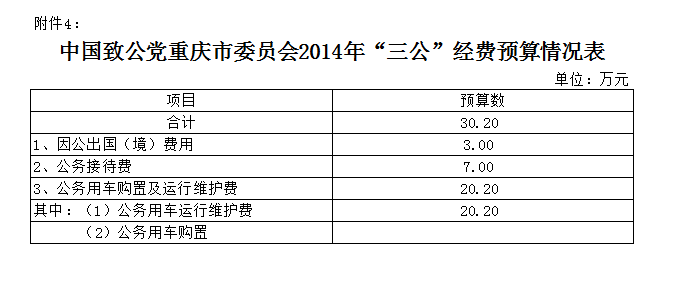 附件4：
中国致公党重庆市委员会2014年“三公”经费预算情况表
单位：万元
项目 预算数
合计 30.20
1、因公出国（境）费用 3.00
2、公务接待费 7.00
3、公务用车购置及运行维护费 20.20
其中：（1）公务用车运行维护费 20.20
（2）公务用车购置